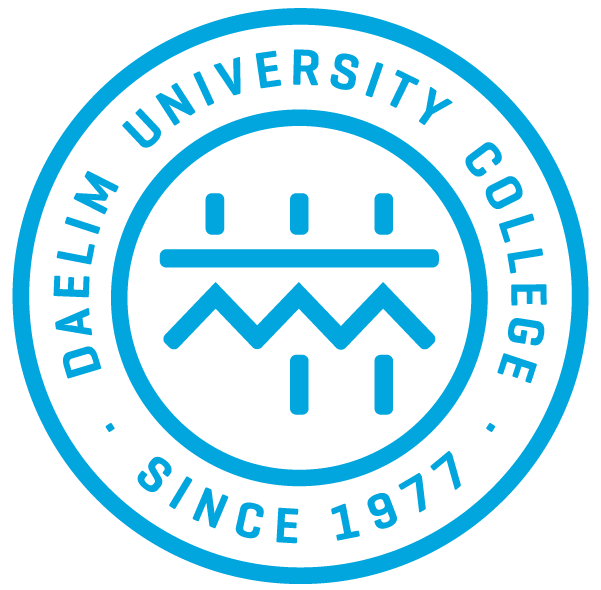 DAELIM UNIVERSITY COLLEGE
· SINCE 1977 ·